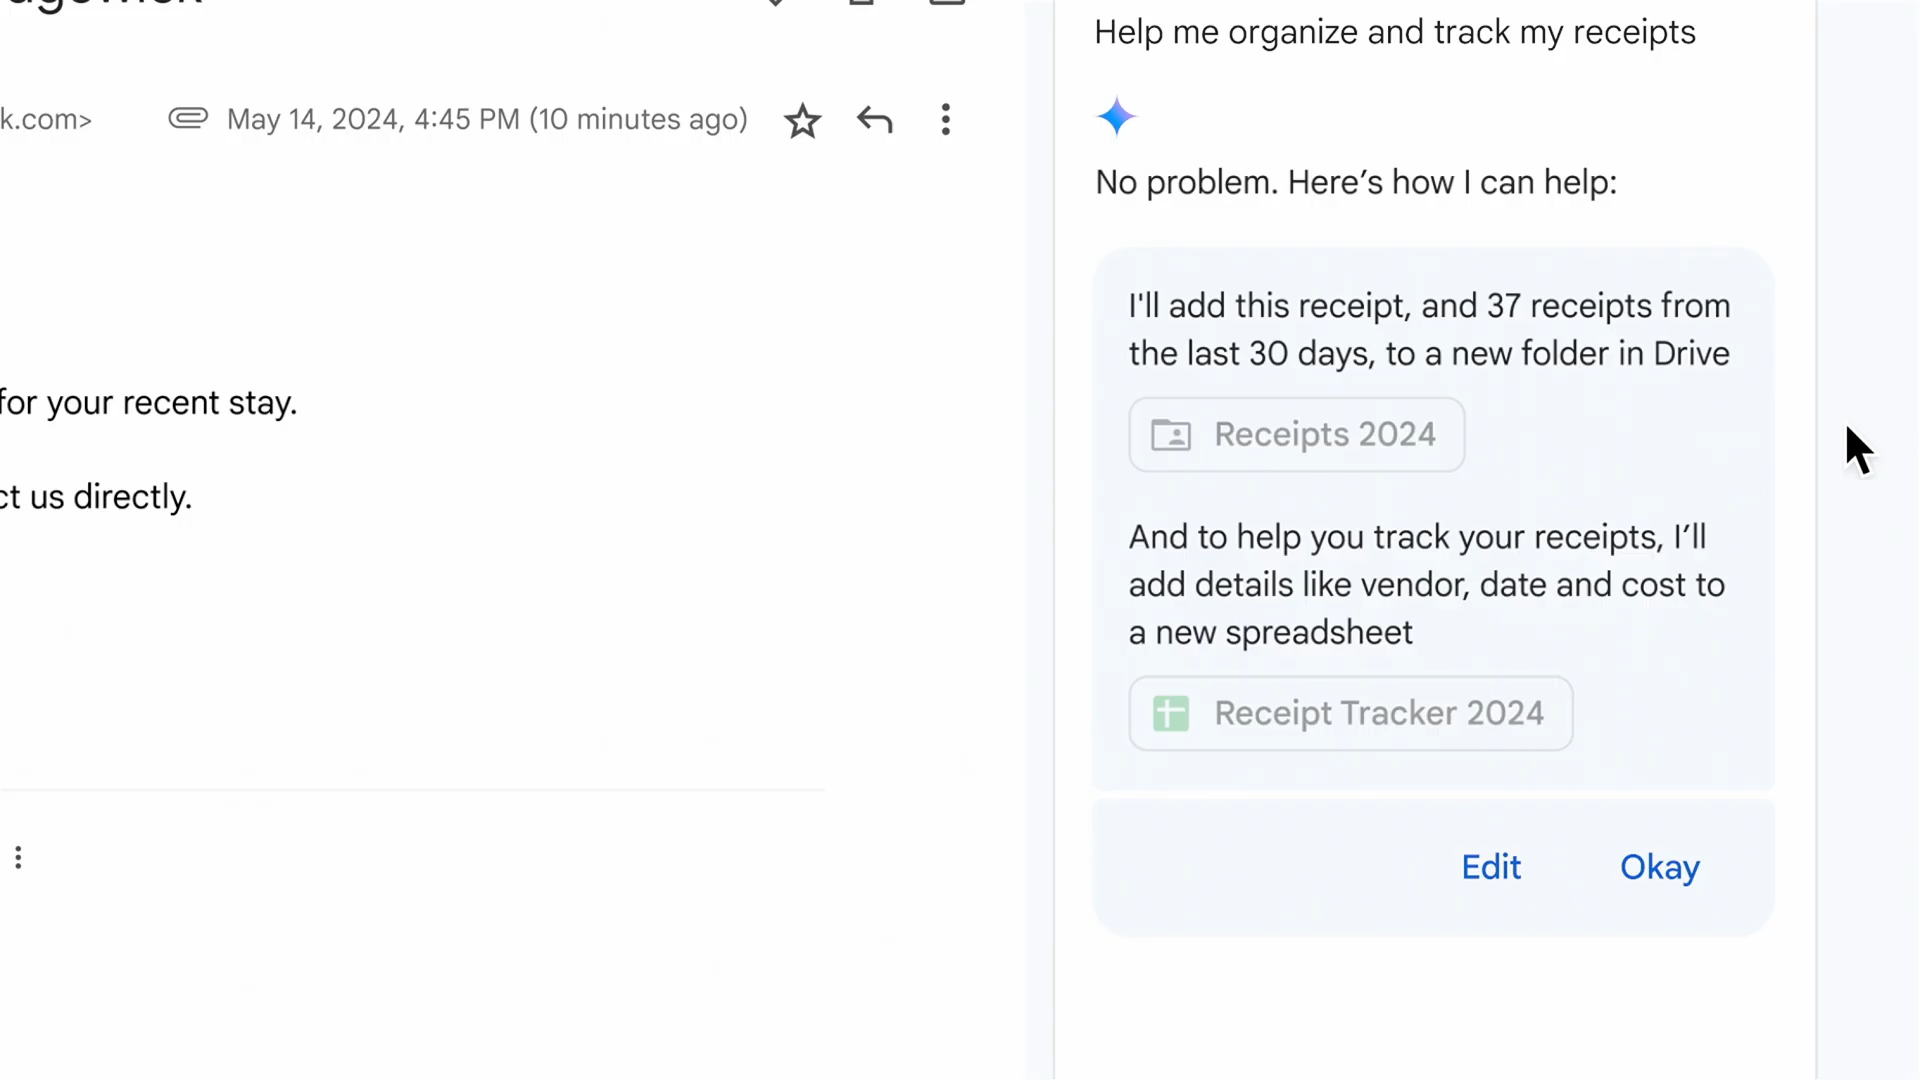 k.com>
May 14, 2024, 4:45 PM (10 minutes ago)
for your recent stay.
ct us directly.
Help me organize and track my receipts
No problem. Here’s how I can help:
I'll add this receipt, and 37 receipts from
the last 30 days, to a new folder in Drive
Receipts 2024
And to help you track your receipts, I’ll
add details like vendor, date and cost to
a new spreadsheet
Receipt Tracker 2024
Edit
Okay